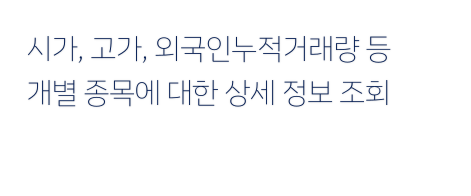 시가, 고가, 외국인누적거래량 등
개별 종목에 대한 상세 정보 조회